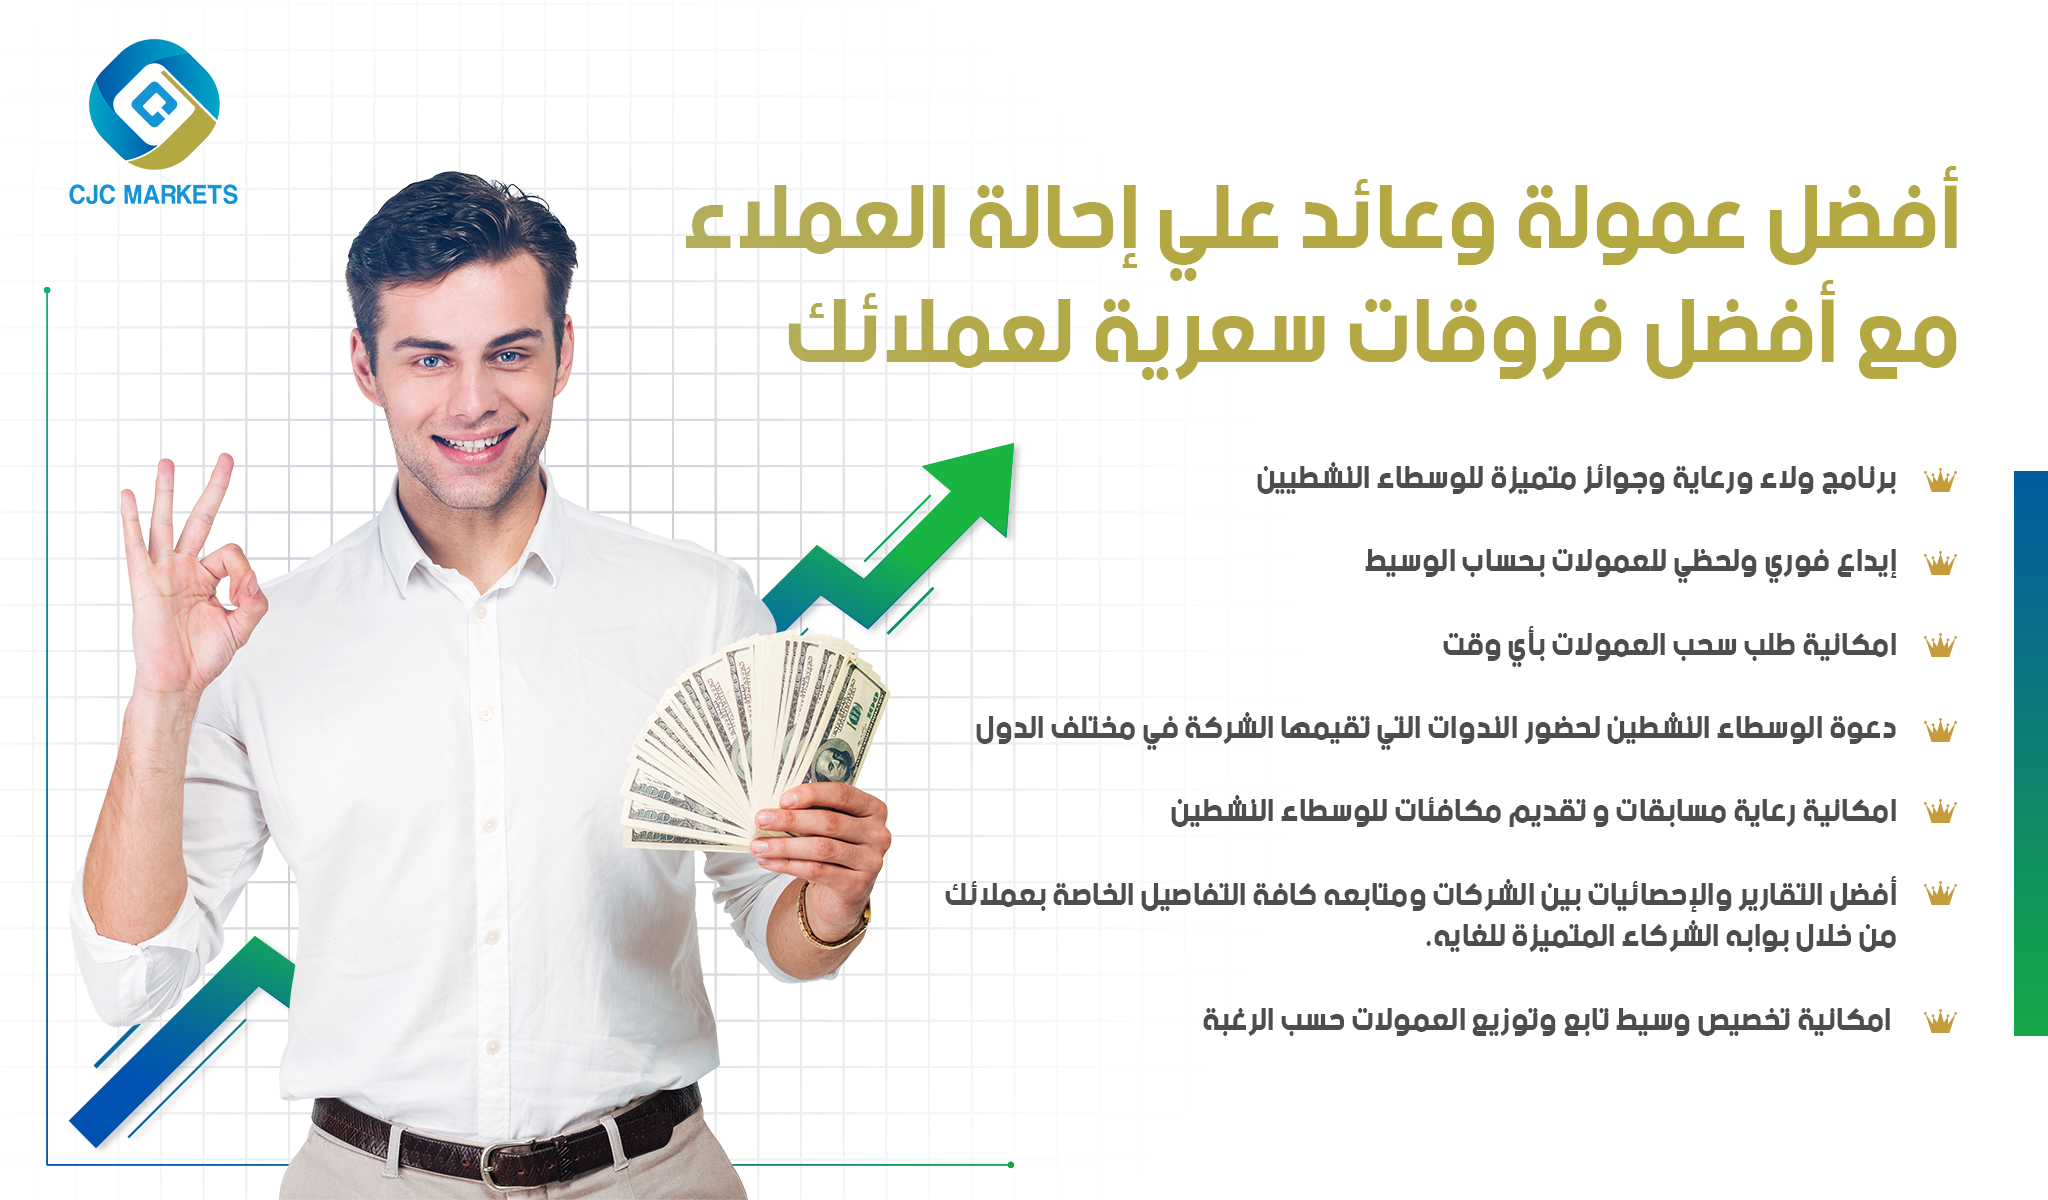 CJC MARKETS
أفضل عمولة وعائد علي إحالة العملاء
مع أفضل فروقات سعرية لعملائك
برنامج ولاء ورعاية وجوائز متميزة للوسطاء النشطيين
إيداع فوري ولحظي للعمولات بحساب الوسيط
امكانية طلب سحب العمولات بأي وقت
دعوة الوسطاء النشطين لحضور الندوات التي تقيمها الشركة في مختلف الدول
امكانية رعاية مسابقات و تقديم مكافئات للوسطاء النشطين
أفضل التقارير والإحصائيات بين الشركات ومتابعه كافة التفاصيل الخاصة بعملائك
من خلال بوابه الشركاء المتميزة للغايه.
امكانية تخصيص وسيط تابع وتوزيع العمولات حسب الرغبة
100
100